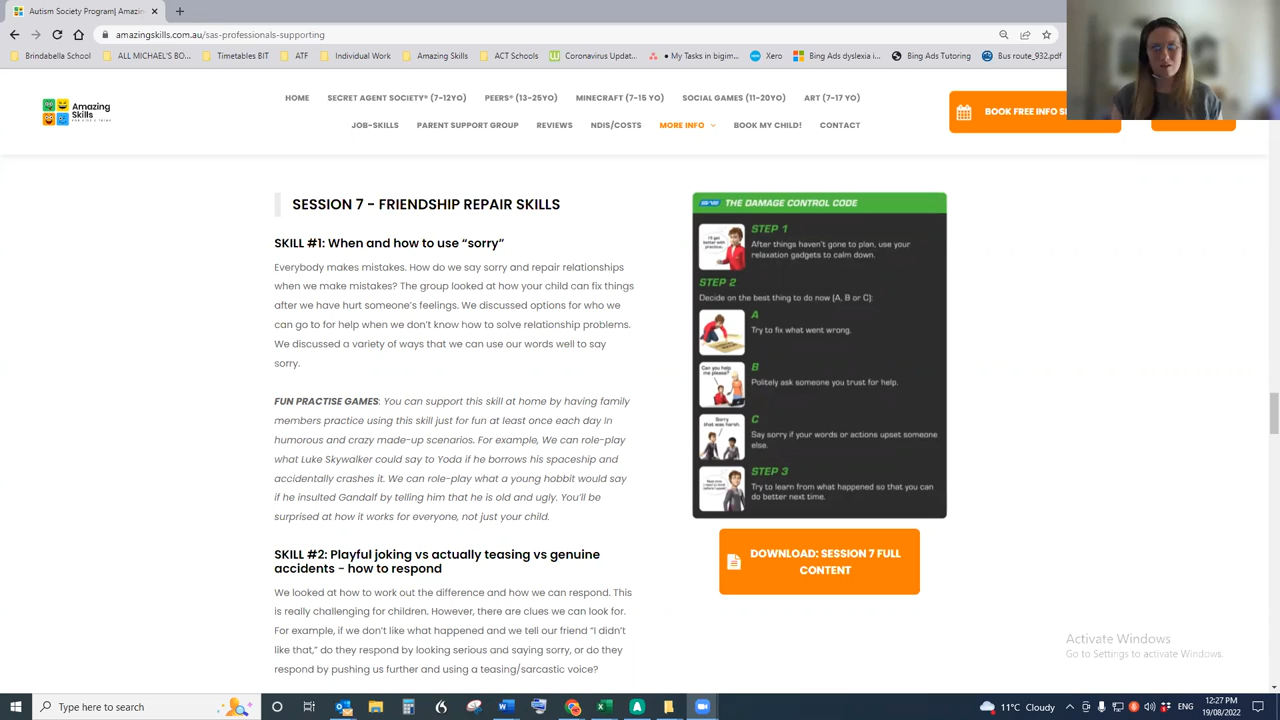 Autism Society Programs
amazingskills.com.au/sas-professionals-supporting
Bindabelle School
ALL MICHAEL'S BO...
Timetables BIT
ACT
Individual Work
ACT Group
Coronavirus Updat...
• My Tasks in bigim...
Xero
Bing Ads dyslexia i...
Bing Ads Dyslexia
Bus route_932.pdf
Amazing
Skills
HOME
SECRET AGENT SOCIETY® (7-12YO)
PEERS® (13-25YO)
MINECRAFT (7-15 YO)
SOCIAL GAMES (11-20YO)
ART (7-17 YO)
JOB-SKILLS
PARENT SUPPORT GROUP
REVIEWS
NDIS/COSTS
MORE INFO
BOOK MY CHILD!
CONTACT
BOOK FREE INFO
SESSION 7 - FRIENDSHIP REPAIR SKILLS
SKILL #1: When and how to use “sorry”
Everybody makes mistakes. How do we say sorry and repair relationships
when we make mistakes? The group looked at how your child can fix things
after we have hurt someone’s feelings. We discussed options for who we
can go to for help when we don’t know how to solve relationship problems.
We discussed a variety of ways that we can use our words well to say
sorry.
FUN PRACTISE GAMES: You can support this skill at home by having family
members practice using this skill just once at least once each day In
humorous and crazy made-up scenarios. For example, We can role-play
what Luke Skywalker could say to Yoda if he borrows his spaceship and
accidentally crashes it. We can role-play what a young hobbit would say
if he insulted Gandalf by telling him that he is old and ugly. You’ll be
surprised at how it works for everyone, not just your child.
SKILL #2: Playful joking vs actually teasing vs genuine
accidents - how to respond
We looked at how to work out the difference and how we can respond. This
is really challenging for children. However, there are clues we can look for.
For example, if we don’t like what happened and we tell our friend “I didn’t
like that,” do they respond by looking serious and saying sorry, or do they
respond by pushing us further and using a teasing/sarcastic voice?
SAS THE DAMAGE CONTROL CODE
I'll get
better with
practice.
STEP 1
After things haven't gone to plan, use your
relaxation gadgets to calm down.
STEP 2
Decide on the best thing to do now (A, B or C):
A
Try to fix what went wrong.
Can you help
me please?
B
Politely ask someone you trust for help.
Sorry
that was harsh.
C
Say sorry if your words or actions upset someone
else.
STEP 3
Try to learn from what happened so that you can
do better next time.
DOWNLOAD: SESSION 7 FULL
CONTENT
Activate Windows
Go to Settings to activate Windows.
Type here to search
11°C Cloudy
ENG
12:27 PM
19/08/2022